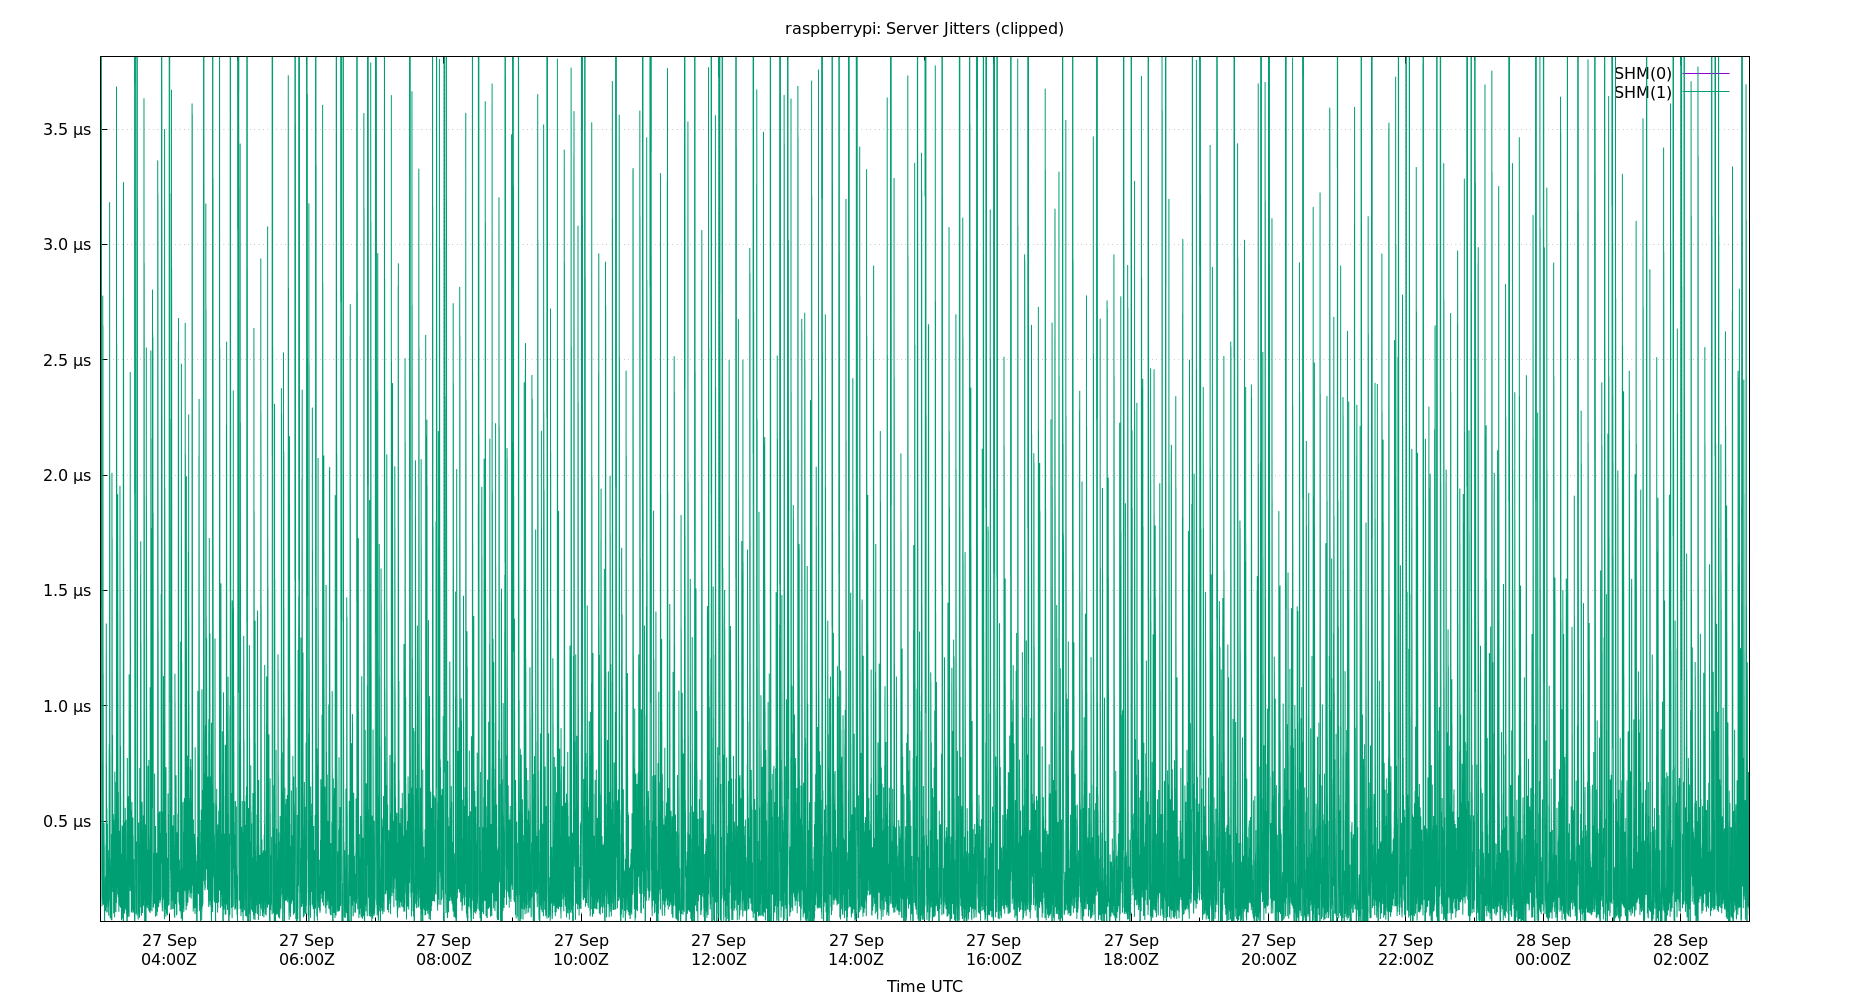 raspberrypi: Server Jitters (clipped)
SHM(0)
SHM(1)
3.5 µs
3.0 µs
2.5 µs
2.0 µs
1.5 µs
1.0 µs
0.5 µs
27 Sep 27 Sep 27 Sep 27 Sep 27 Sep 27 Sep 27 Sep 27 Sep 27 Sep 27 Sep 28 Sep 28 Sep
04:00Z 06:00Z 08:00Z 10:00Z 12:00Z 14:00Z 16:00Z 18:00Z 20:00Z 22:00Z 00:00Z 02:00Z
Time UTC